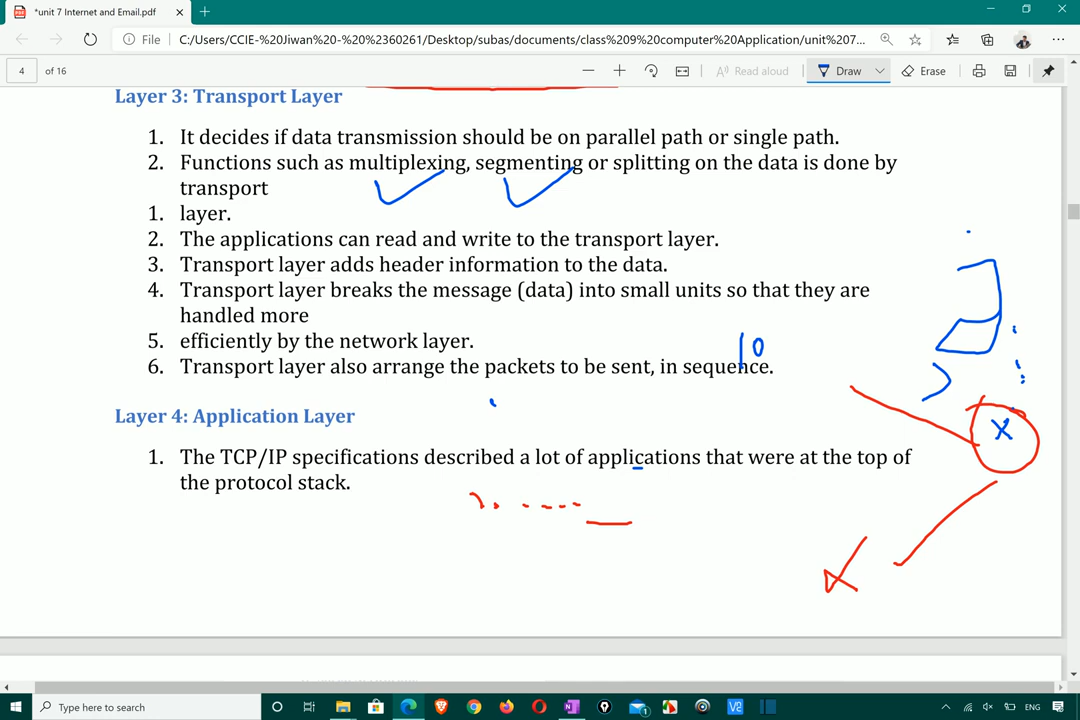 *unit 7 Internet and Email.pdf
File
C:/Users/CCIE-%20Jiwan%20-%20%2360261/Desktop/subas/documents/class%209%20computer%20Application/unit%207...
4 of 16
Read aloud
Draw
Erase
Layer 3: Transport Layer
1. It decides if data transmission should be on parallel path or single path.
2. Functions such as multiplexing, segmenting or splitting on the data is done by
transport
1. layer.
2. The applications can read and write to the transport layer.
3. Transport layer adds header information to the data.
4. Transport layer breaks the message (data) into small units so that they are
handled more
5. efficiently by the network layer.
10
6. Transport layer also arrange the packets to be sent, in sequence.
Layer 4: Application Layer
x
1. The TCP/IP specifications described a lot of applications that were at the top of
the protocol stack.
Type here to search
ENG